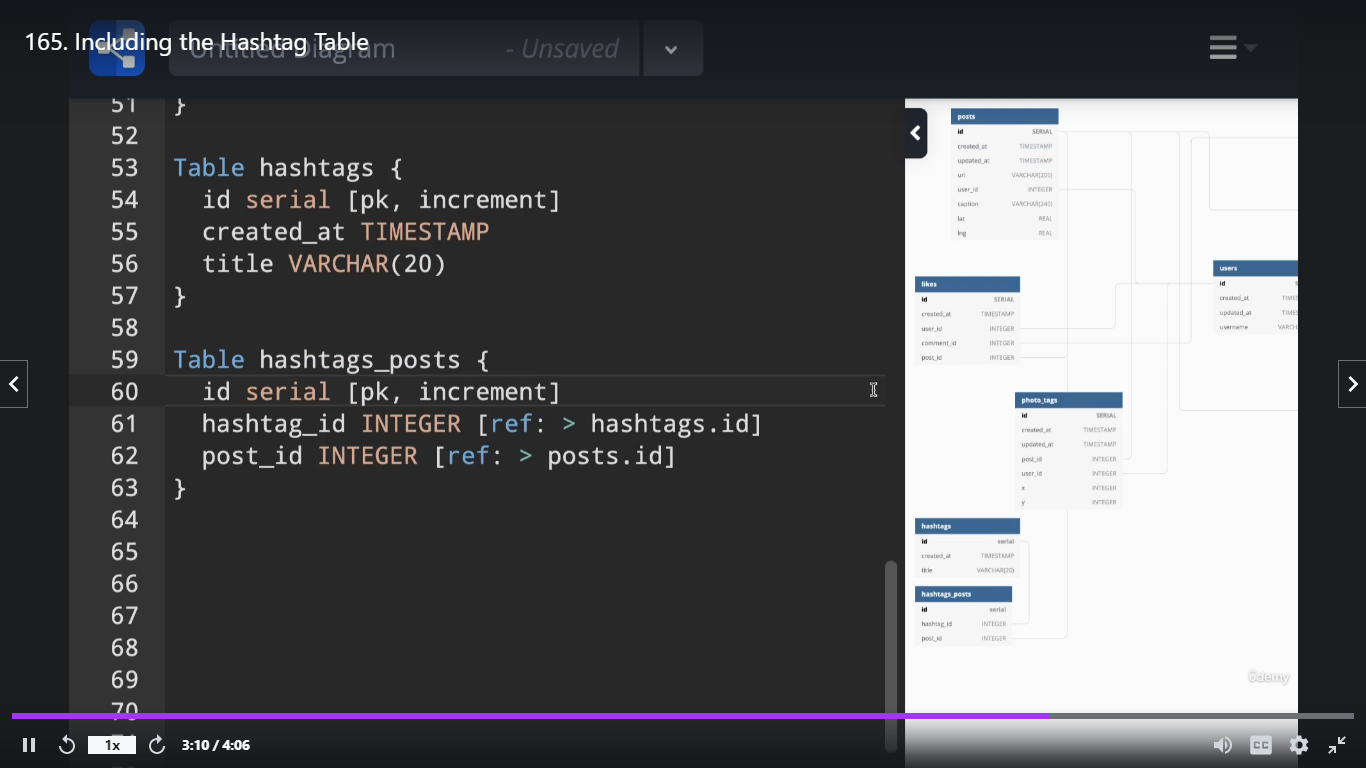 165. Including the Hashtag Table
Untitled Diagram - Unsaved
51 }
52
53 Table hashtags {
54 id serial [pk, increment]
55 created_at TIMESTAMP
56 title VARCHAR(20)
57 }
58
59 Table hashtags_posts {
60 id serial [pk, increment]
61 hashtag_id INTEGER [ref: > hashtags.id]
62 post_id INTEGER [ref: > posts.id]
63 }
64
65
66
67
68
69
70
posts
id SERIAL
created_at TIMESTAMP
updated_at TIMESTAMP
url VARCHAR(200)
user_id INTEGER
caption VARCHAR(240)
lat REAL
lng REAL
users
id
created_at TIMES
updated_at TIMES
username VARCH
likes
id SERIAL
created_at TIMESTAMP
user_id INTEGER
comment_id INTEGER
post_id INTEGER
photo_tags
id SERIAL
created_at TIMESTAMP
updated_at TIMESTAMP
post_id INTEGER
user_id INTEGER
x INTEGER
y INTEGER
hashtags
id serial
created_at TIMESTAMP
title VARCHAR(20)
hashtags_posts
id serial
hashtag_id INTEGER
post_id INTEGER
ûdemy
1x 3:10 / 4:06
CC